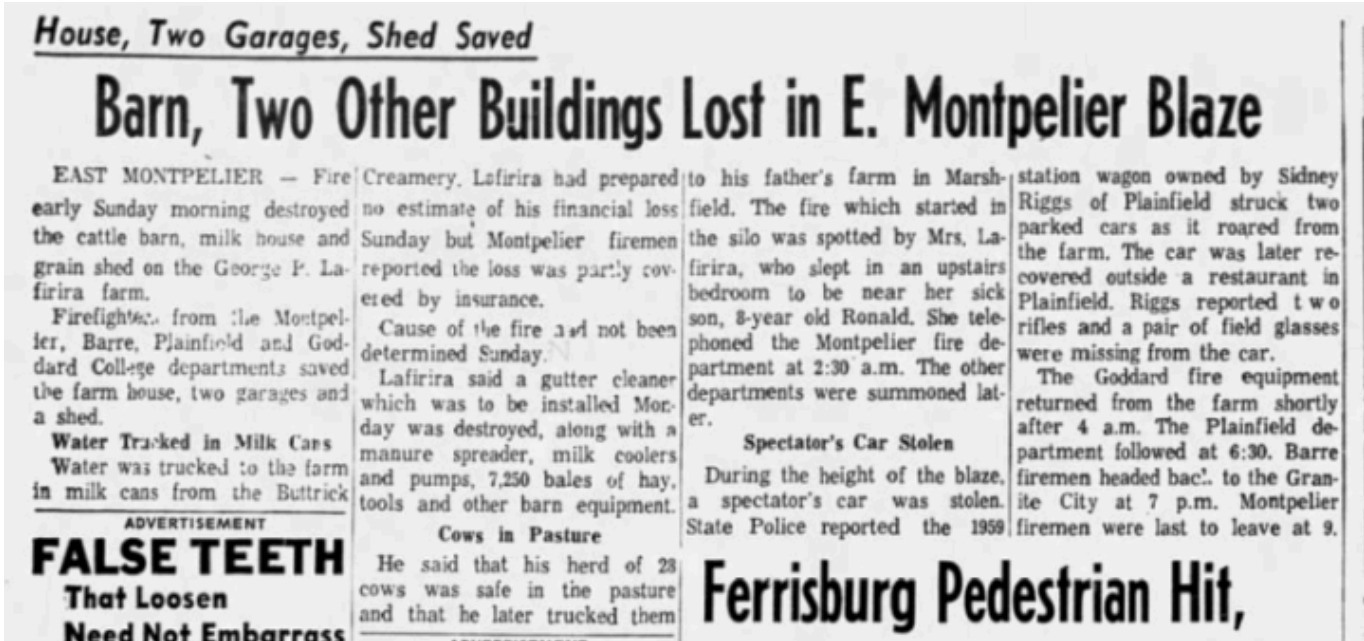 House, Two Garages, Shed Saved
Barn, Two Other Buildings Lost in E. Montpelier Blaze
EAST MONTPELIER — Fire
early Sunday morning destroyed
the cattle barn, milk house and
grain shed on the George P. La-
firira farm.
Firefighters from the Montpel-
ier, Barre, Plainfield and God-
dard College departments saved
the farm house, two garages and
a shed.
Water Trucked in Milk Cans
Water was trucked to the farm
in milk cans from the Buttrick
ADVERTISEMENT
FALSE TEETH
That Loosen
Need Not Embarrass
Creamery. Lafirira had prepared
no estimate of his financial loss
Sunday but Montpelier firemen
reported the loss was partly cov-
ered by insurance.
Cause of the fire had not been
determined Sunday.
Lafirira said a gutter cleaner
which was to be installed Mon-
day was destroyed, along with a
manure spreader, milk coolers
and pumps, 7,250 bales of hay,
tools and other barn equipment.
Cows in Pasture
He said that his herd of 28
cows was safe in the pasture
and that he later trucked them
ADVERTISEMENT
to his father's farm in Marsh-
field. The fire which started in
the silo was spotted by Mrs. La-
firira, who slept in an upstairs
bedroom to be near her sick
son, 8-year old Ronald. She tele-
phoned the Montpelier fire de-
partment at 2:30 a.m. The other
departments were summoned lat-
er.
Spectator's Car Stolen
During the height of the blaze,
a spectator's car was stolen.
State Police reported the 1959
station wagon owned by Sidney
Riggs of Plainfield struck two
parked cars as it roared from
the farm. The car was later re-
covered outside a restaurant in
Plainfield. Riggs reported two
rifles and a pair of field glasses
were missing from the car.
The Goddard fire equipment
returned from the farm shortly
after 4 a.m. The Plainfield de-
partment followed at 6:30. Barre
firemen headed back to the Gran-
ite City at 7 p.m. Montpelier
firemen were last to leave at 9.
Ferrisburg Pedestrian Hit,